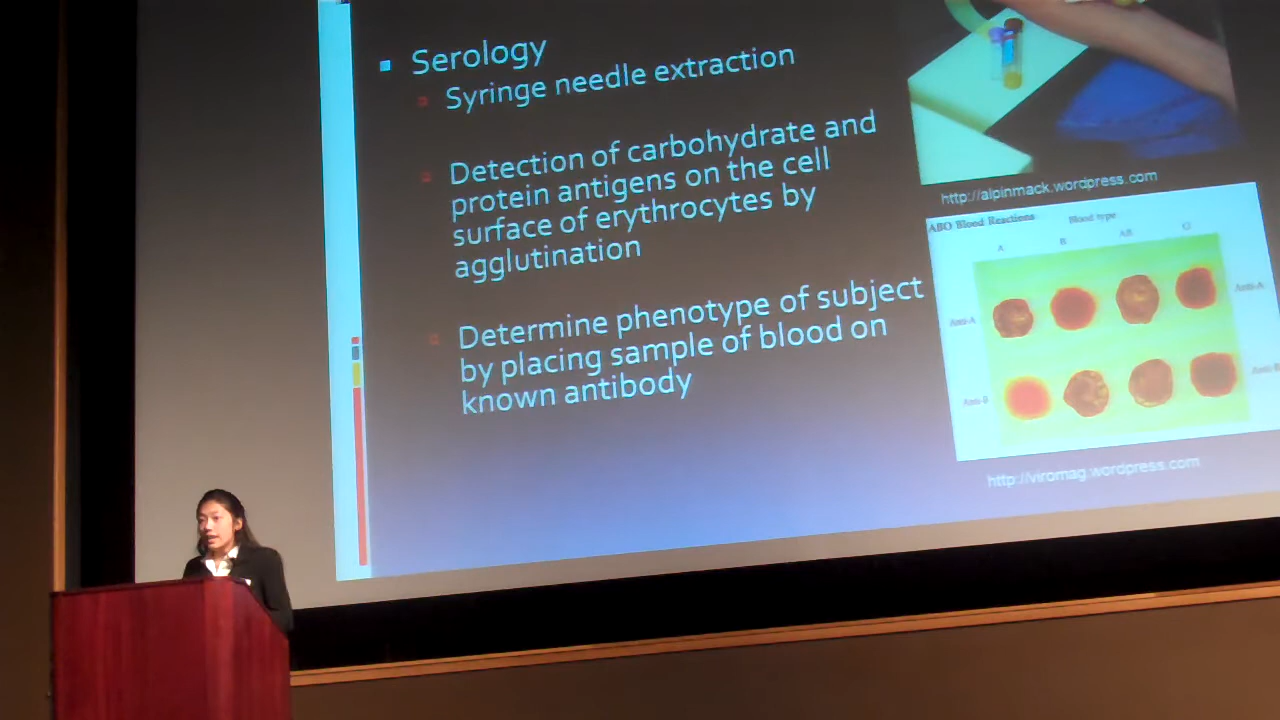 Serology
Syringe needle extraction
Detection of carbohydrate and
protein antigens on the cell
surface of erythrocytes by
agglutination
Determine phenotype of subject
by placing sample of blood on
known antibody
http://alpinmack.wordpress.com
ABO Blood Reactions
Blood type
A B AB O
Anti-A Anti-A
Anti-B Anti-B
http://viromag.wordpress.com